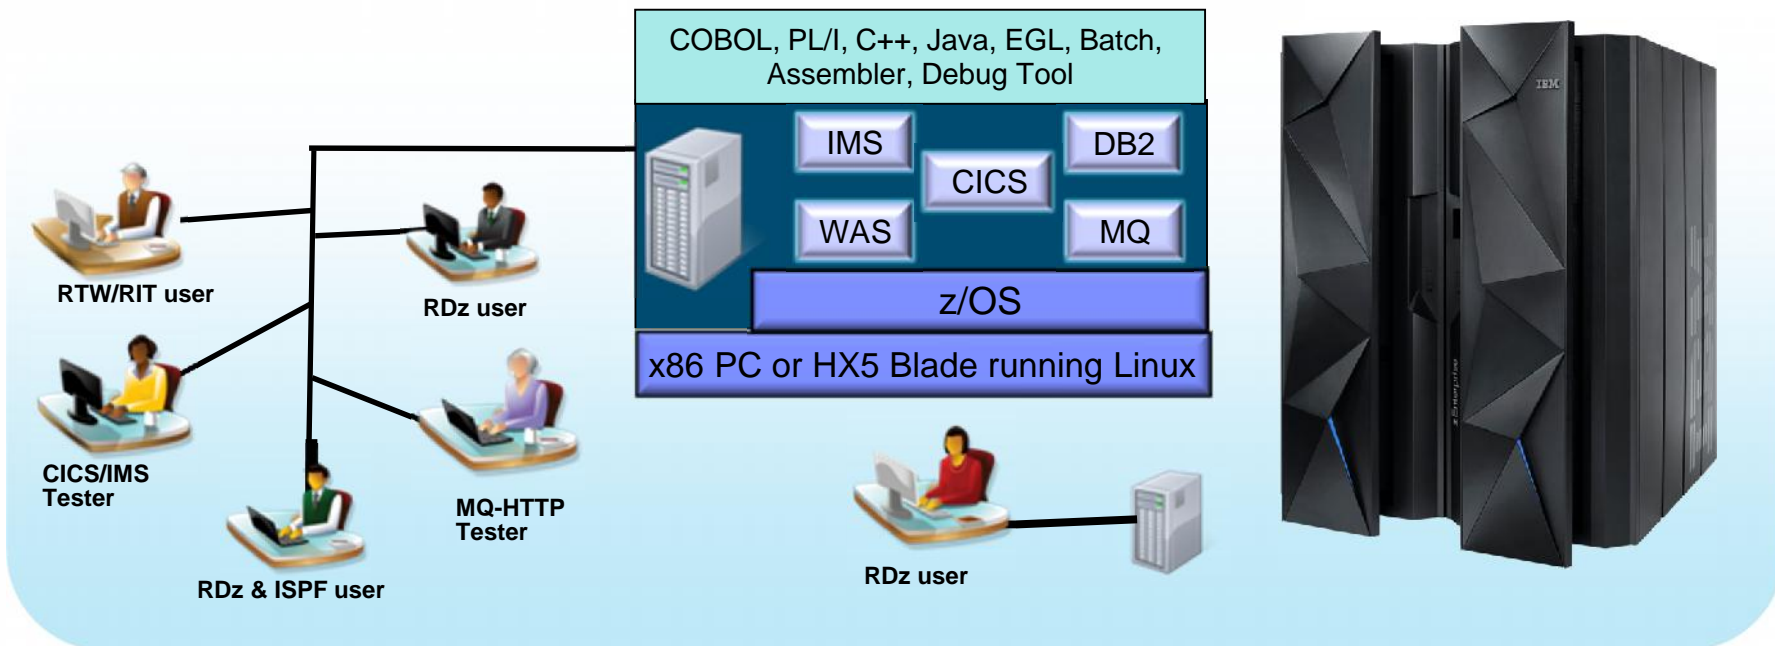 COBOL, PL/I, C++, Java, EGL, Batch,
Assembler, Debug Tool
IMS
DB2
CICS
WAS
MQ
z/OS
x86 PC or HX5 Blade running Linux
RTW/RIT user
RDz user
CICS/IMS
Tester
MQ-HTTP
Tester
RDz & ISPF user
RDz user
IBM
zEnterprise